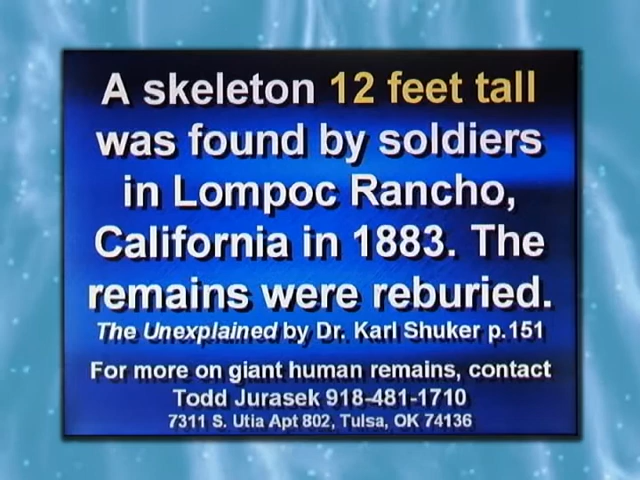 A skeleton 12 feet tall
was found by soldiers
in Lompoc Rancho,
California in 1883. The
remains were reburied.
The Unexplained by Dr. Karl Shuker p.151
For more on giant human remains, contact
Todd Jurasek 918-481-1710
7311 S. Utia Apt 802, Tulsa, OK 74136